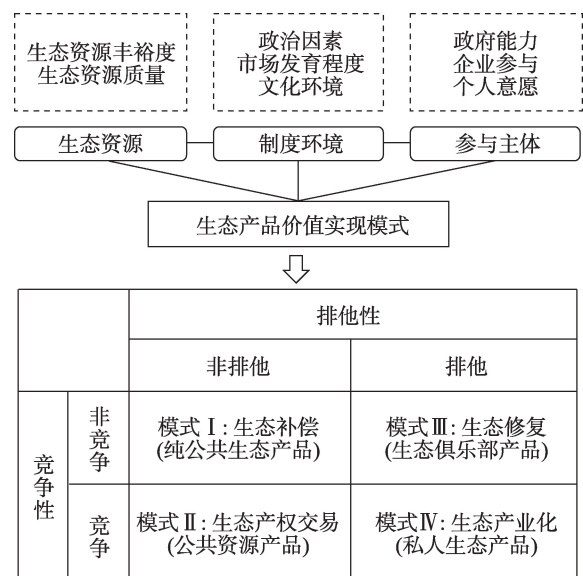 生态资源丰裕度
生态资源质量
政治因素
市场发育程度
文化环境
政府能力
企业参与
个人意愿
生态资源
制度环境
参与主体
生态产品价值实现模式
排他性
非排他
排他
竞争性
非竞争
模式Ⅰ:生态补偿
(纯公共生态产品)
模式Ⅲ:生态修复
(生态俱乐部产品)
竞争
模式Ⅱ:生态产权交易
(公共资源产品)
模式Ⅳ:生态产业化
(私人生态产品)